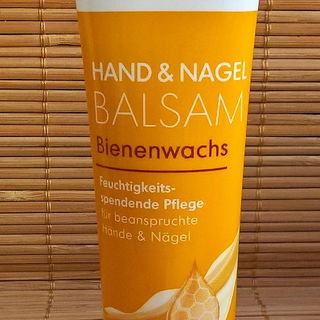 HAND & NAGEL
BALSAM
Bienenwachs
Feuchtigkeits-
spendende Pflege
für beanspruchte
Hände & Nägel